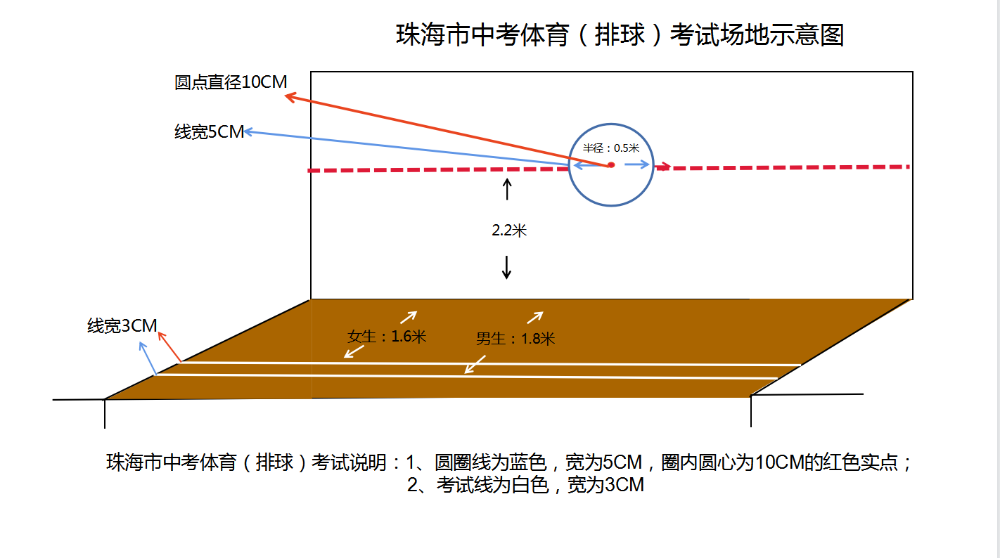 珠海市中考体育（排球）考试场地示意图
圆点直径10CM
线宽5CM
半径：0.5米
2.2米
线宽3CM
女生：1.6米
男生：1.8米
珠海市中考体育（排球）考试说明：1、圆圈线为蓝色，宽为5CM，圈内圆心为10CM的红色实点；
2、考试线为白色，宽为3CM